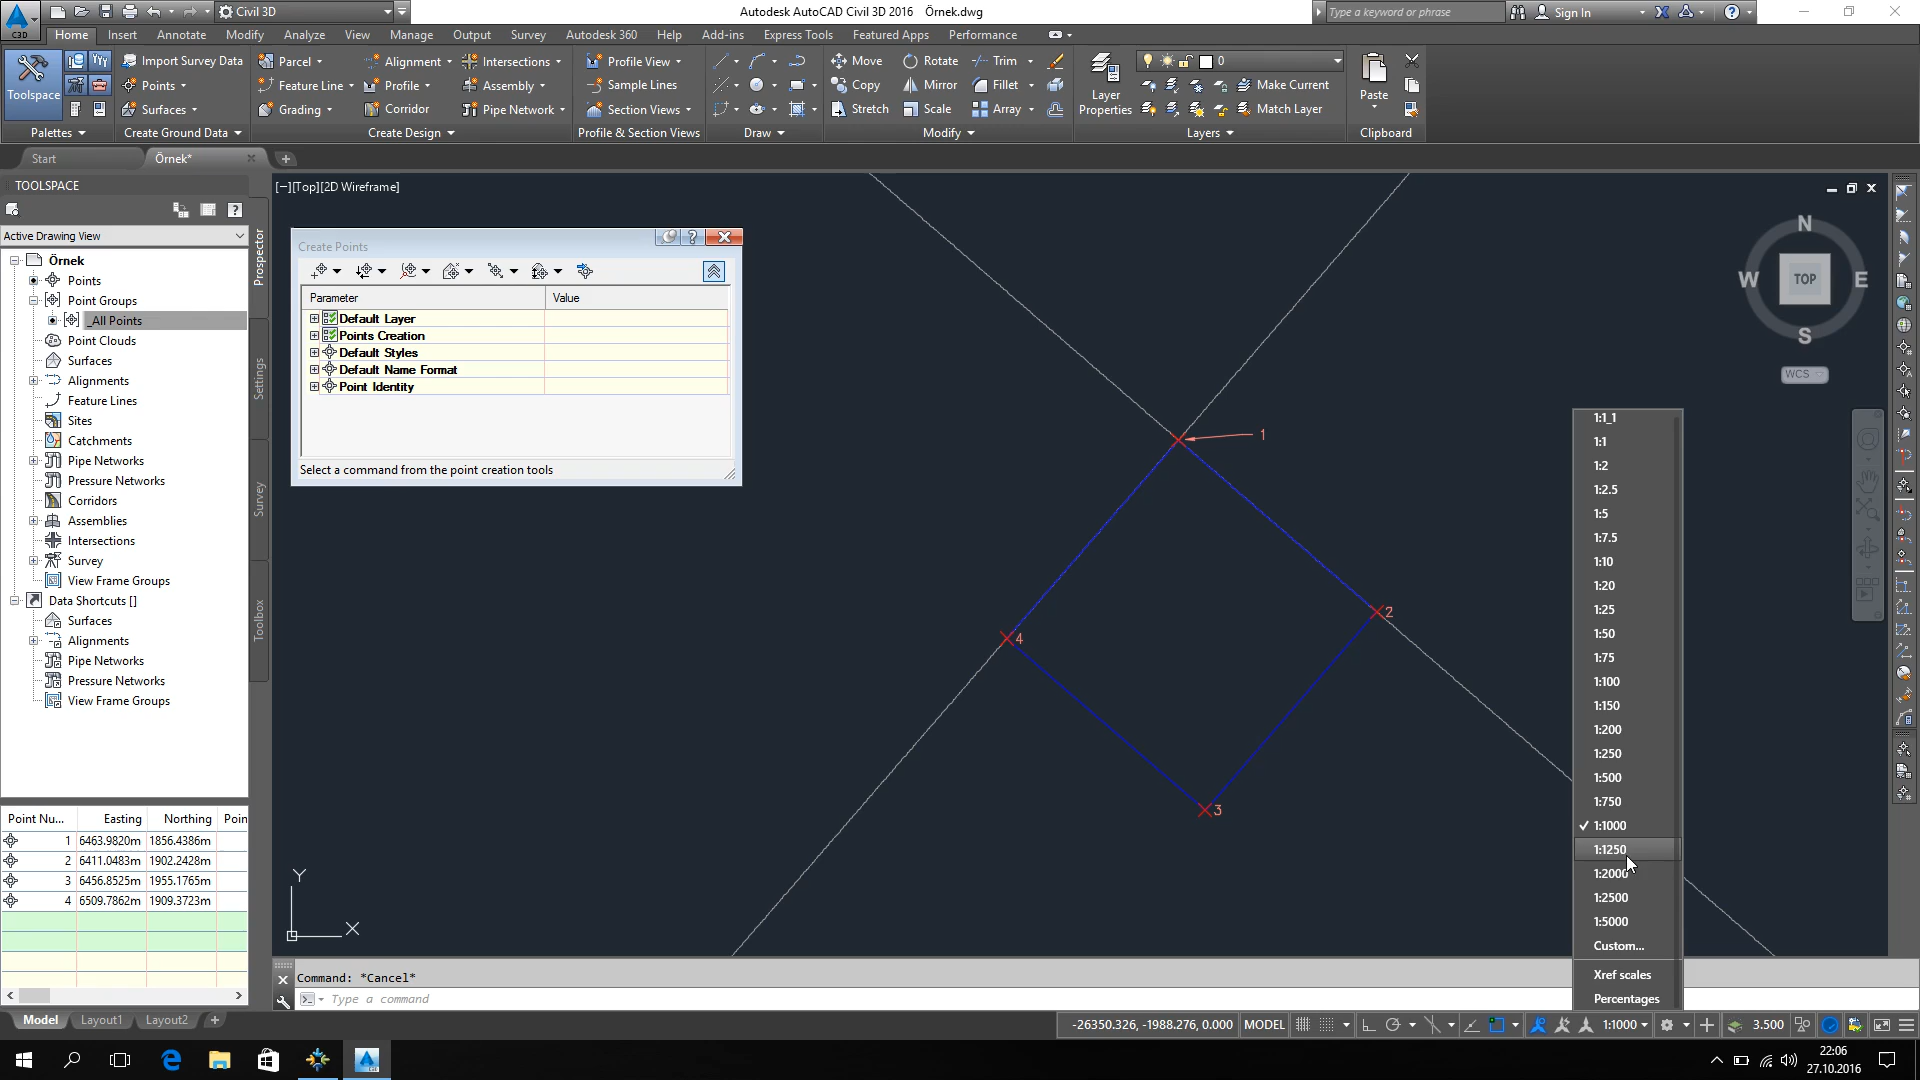 Civil 3D
Autodesk AutoCAD Civil 3D 2016 Örnek.dwg
Type a keyword or phrase
Sign In
C3D
Home Insert Annotate Modify Analyze View Manage Output Survey Autodesk 360 Help Add-ins Express Tools Featured Apps Performance
Toolspace
Import Survey Data
Points
Surfaces
Parcel
Feature Line
Grading
Alignment
Profile
Corridor
Intersections
Assembly
Pipe Network
Profile View
Sample Lines
Section Views
Move
Copy
Stretch
Rotate
Mirror
Scale
Trim
Fillet
Array
Layer
Properties
0
Make Current
Match Layer
Paste
Palettes
Create Ground Data
Create Design
Profile & Section Views
Draw
Modify
Layers
Clipboard
Start
Örnek*
TOOLSPACE
Active Drawing View
Örnek
Points
Point Groups
_All Points
Point Clouds
Surfaces
Alignments
Feature Lines
Sites
Catchments
Pipe Networks
Pressure Networks
Corridors
Assemblies
Intersections
Survey
View Frame Groups
Data Shortcuts []
Surfaces
Alignments
Pipe Networks
Pressure Networks
View Frame Groups
Prospector
Settings
Survey
Toolbox
Point Nu... Easting Northing Poin
1 6463.9820m 1856.4386m
2 6411.0483m 1902.2428m
3 6456.8525m 1955.1765m
4 6509.7862m 1909.3723m
[−][Top][2D Wireframe]
Create Points
Parameter Value
Default Layer
Points Creation
Default Styles
Default Name Format
Point Identity
Select a command from the point creation tools
N
W
TOP
E
S
WCS
1
2
3
4
Y
X
1:1_1
1:1
1:2
1:2.5
1:5
1:7.5
1:10
1:20
1:25
1:50
1:75
1:100
1:150
1:200
1:250
1:500
1:750
1:1000
1:1250
1:2000
1:2500
1:5000
Custom...
Xref scales
Percentages
Command: *Cancel*
Type a command
Model Layout1 Layout2
-26350.326, -1988.276, 0.000 MODEL
1:1000
3.500
22:06
27.10.2016